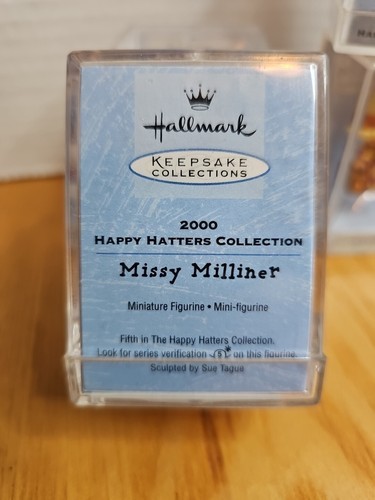 Hallmark
KEEPSAKE
COLLECTIONS
2000
HAPPY HATTERS COLLECTION
Missy Milliner
Miniature Figurine • Mini-figurine
Fifth in The Happy Hatters Collection.
Look for series verification 5 on this figurine.
Sculpted by Sue Tague